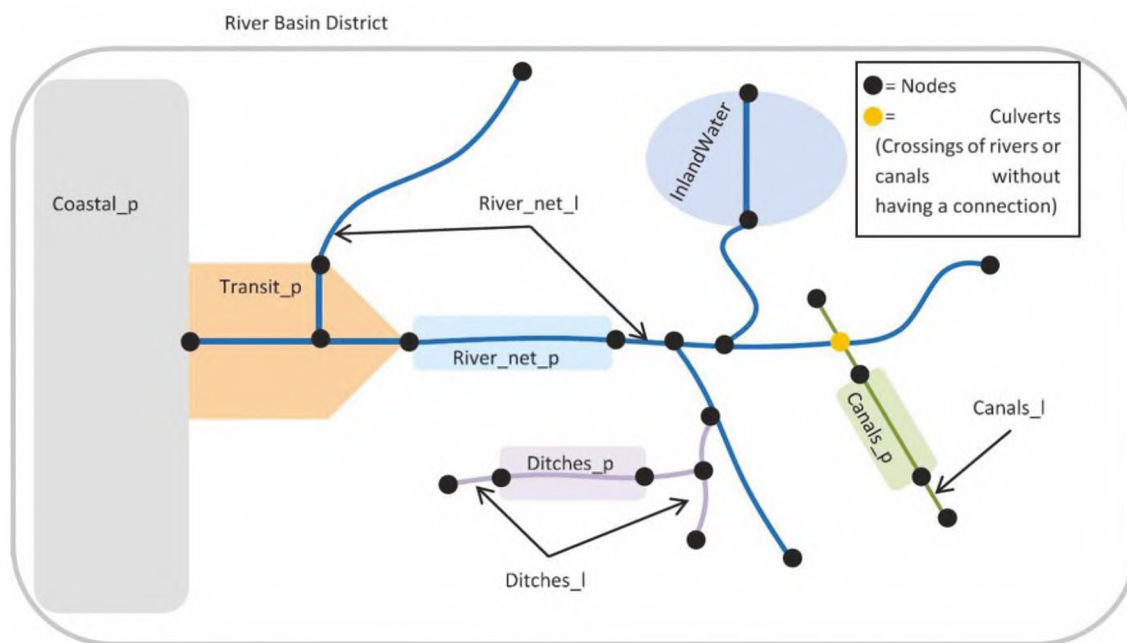 River Basin District
= Nodes
= Culverts
(Crossings of rivers or
canals without
having a connection)
InlandWater
Coastal_p
River_net_l
Transit_p
River_net_p
Canals_p
Canals_l
Ditches_p
Ditches_l